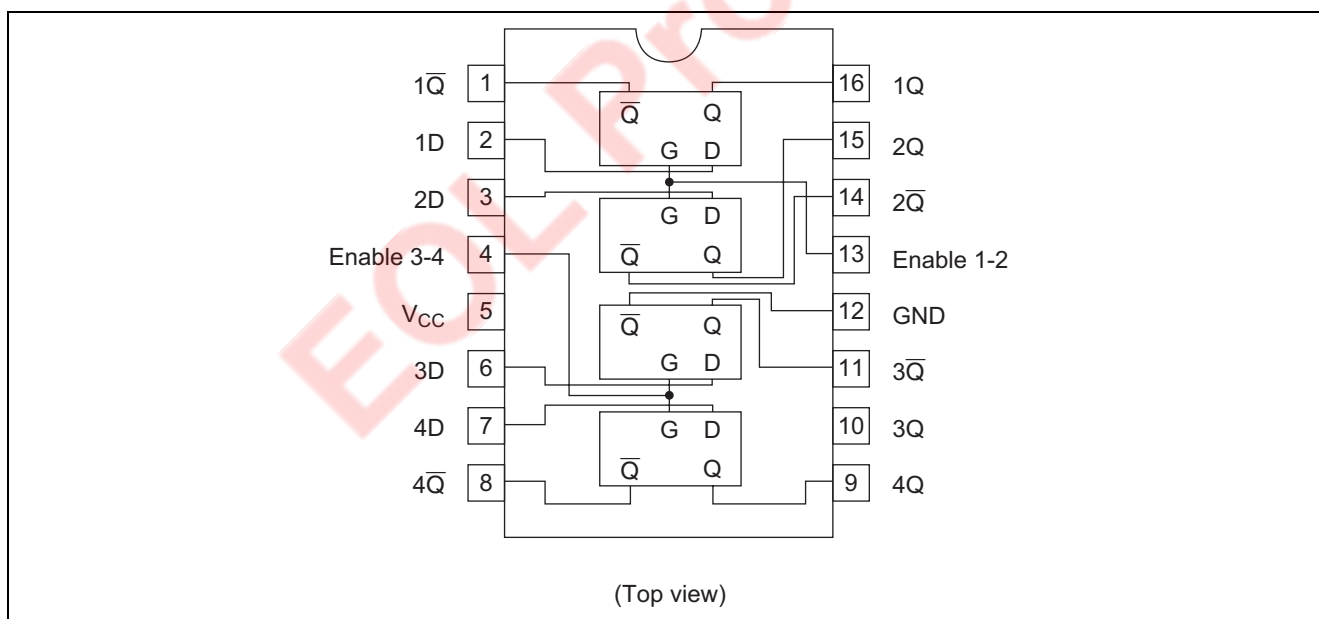 EOL Pro
1Q̅ 1 16 1Q
Q̅ Q
1D 2 15 2Q
G D
2D 3 14 2Q̅
G D
Enable 3-4 4 13 Enable 1-2
Q̅ Q
VCC 5 12 GND
Q̅ Q
3D 6 11 3Q̅
G D
4D 7 10 3Q
G D
4Q̅ 8 9 4Q
Q̅ Q
(Top view)